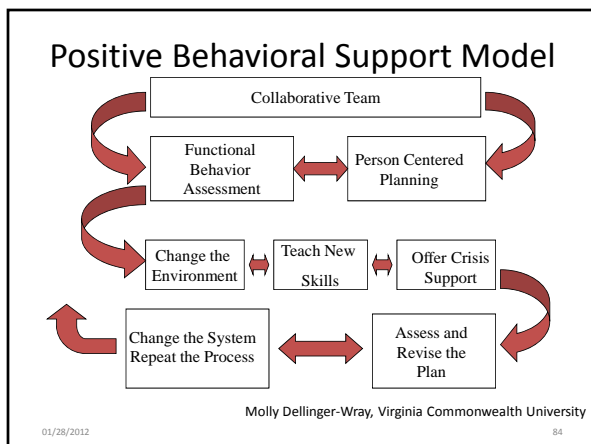 Positive Behavioral Support Model
Collaborative Team
Functional
Behavior
Assessment
Person Centered
Planning
Change the
Environment
Teach New
Skills
Offer Crisis
Support
Change the System
Repeat the Process
Assess and
Revise the
Plan
Molly Dellinger-Wray, Virginia Commonwealth University
01/28/2012
84